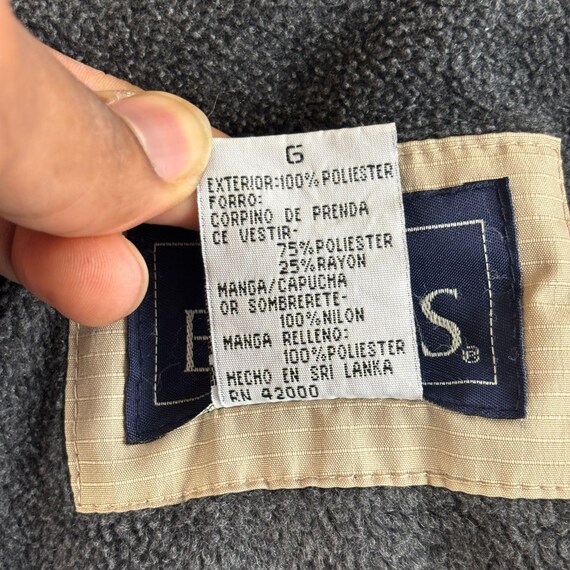 G
EXTERIOR:100% POLIESTER
FORRO:
CORPINO DE PRENDA
CE VESTIR-
75%POLIESTER
25%RAYON
MANGA/CAPUCHA
OR SOMBRERETE-
100%NILON
MANGA RELLENO:
100%POLIESTER
HECHO EN SRI LANKA
RN 42000
S®